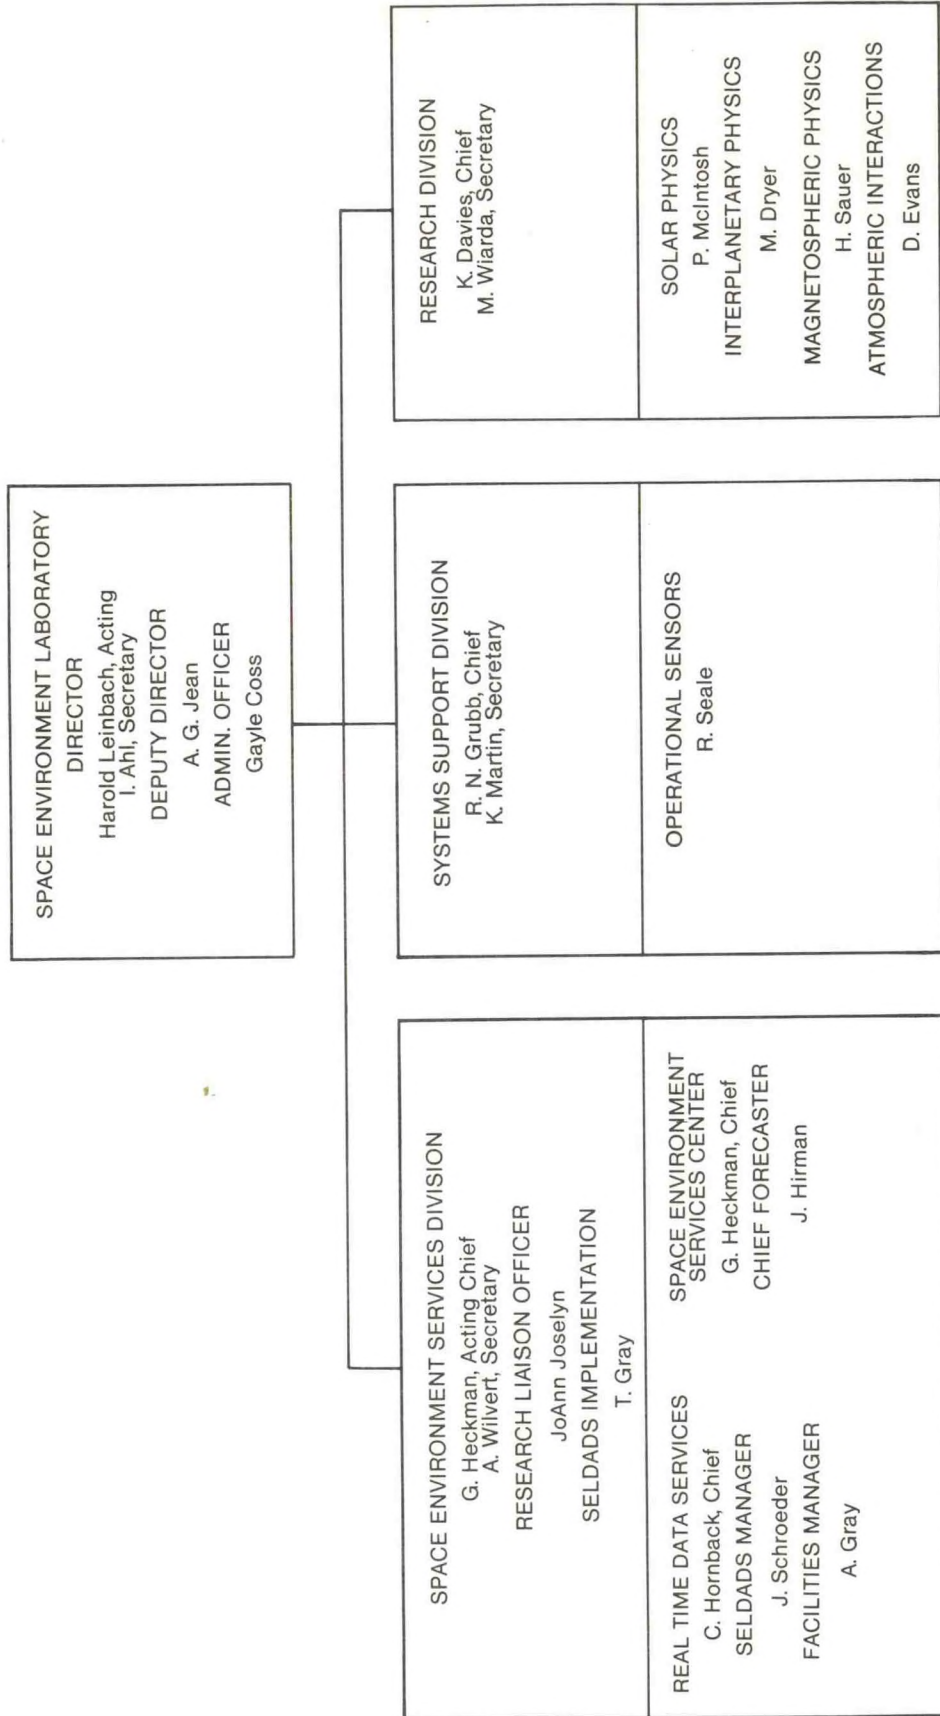 SPACE ENVIRONMENT LABORATORY
DIRECTOR
Harold Leinbach, Acting
I. Ahl, Secretary
DEPUTY DIRECTOR
A. G. Jean
ADMIN. OFFICER
Gayle Coss
SPACE ENVIRONMENT SERVICES DIVISION
G. Heckman, Acting Chief
A. Wilvert, Secretary
RESEARCH LIAISON OFFICER
JoAnn Joselyn
SELDADS IMPLEMENTATION
T. Gray
REAL TIME DATA SERVICES
C. Hornback, Chief
SELDADS MANAGER
J. Schroeder
FACILITIES MANAGER
A. Gray
SPACE ENVIRONMENT
SERVICES CENTER
G. Heckman, Chief
CHIEF FORECASTER
J. Hirman
SYSTEMS SUPPORT DIVISION
R. N. Grubb, Chief
K. Martin, Secretary
OPERATIONAL SENSORS
R. Seale
RESEARCH DIVISION
K. Davies, Chief
M. Wiarda, Secretary
SOLAR PHYSICS
P. McIntosh
INTERPLANETARY PHYSICS
M. Dryer
MAGNETOSPHERIC PHYSICS
H. Sauer
ATMOSPHERIC INTERACTIONS
D. Evans